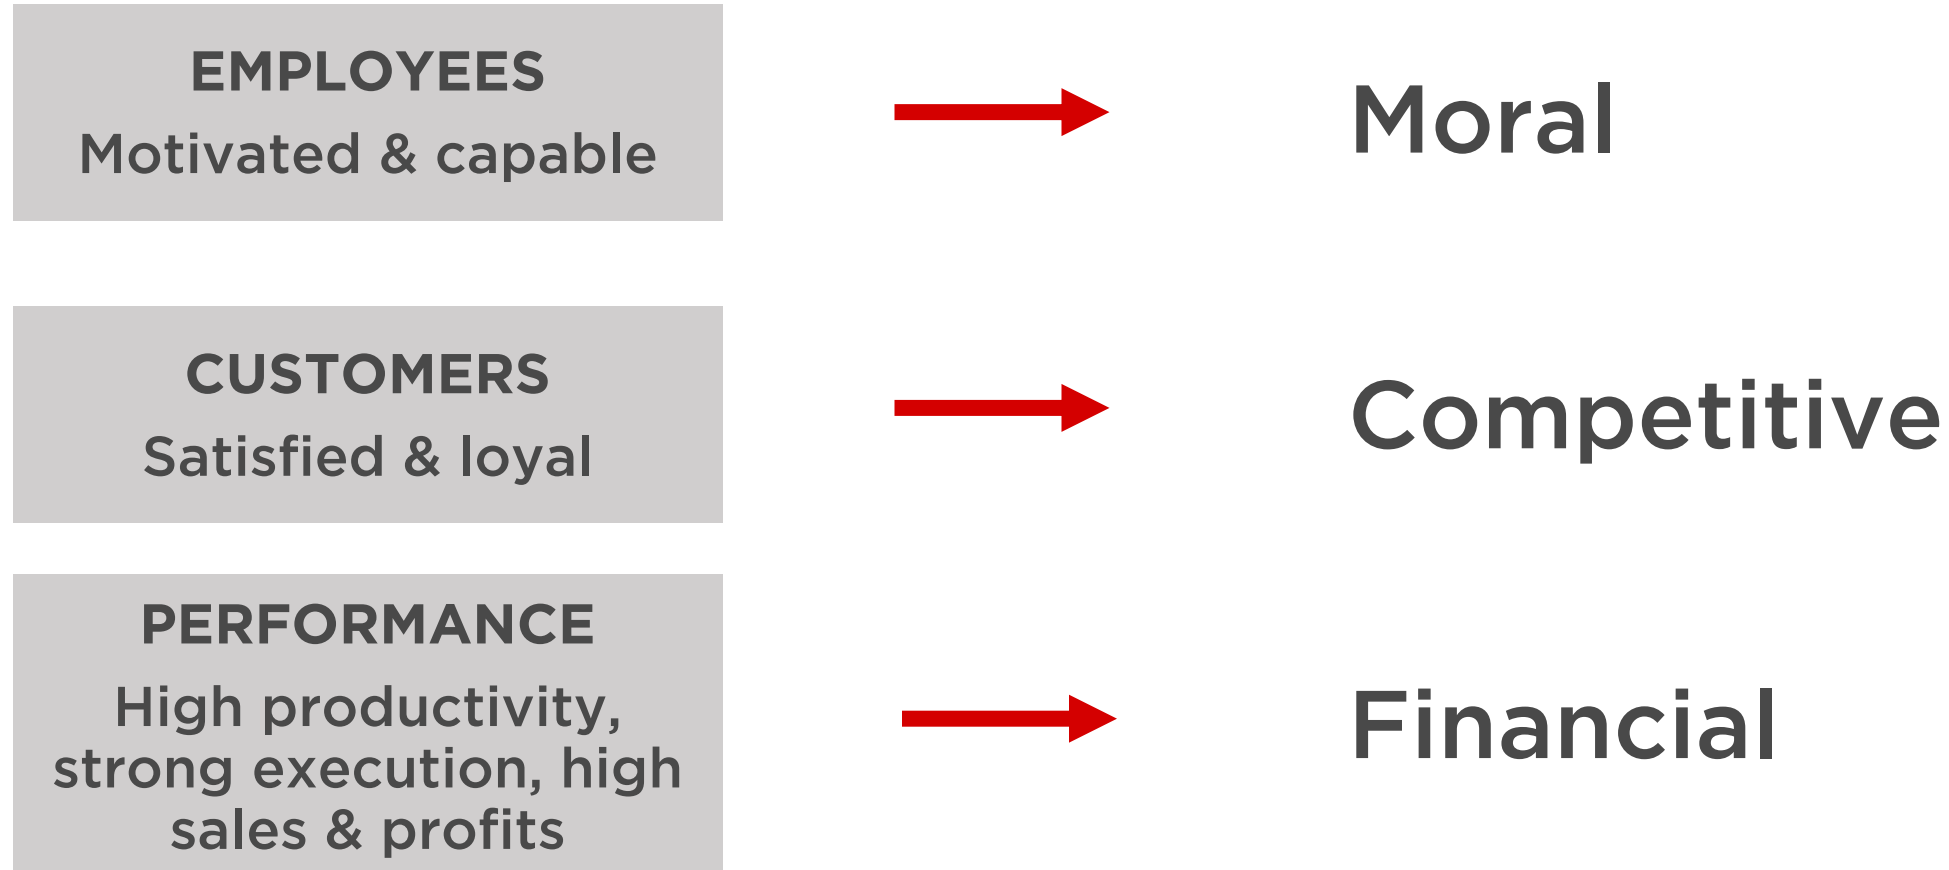 EMPLOYEES
Motivated & capable
Moral
CUSTOMERS
Satisfied & loyal
Competitive
PERFORMANCE
High productivity,
strong execution, high
sales & profits
Financial